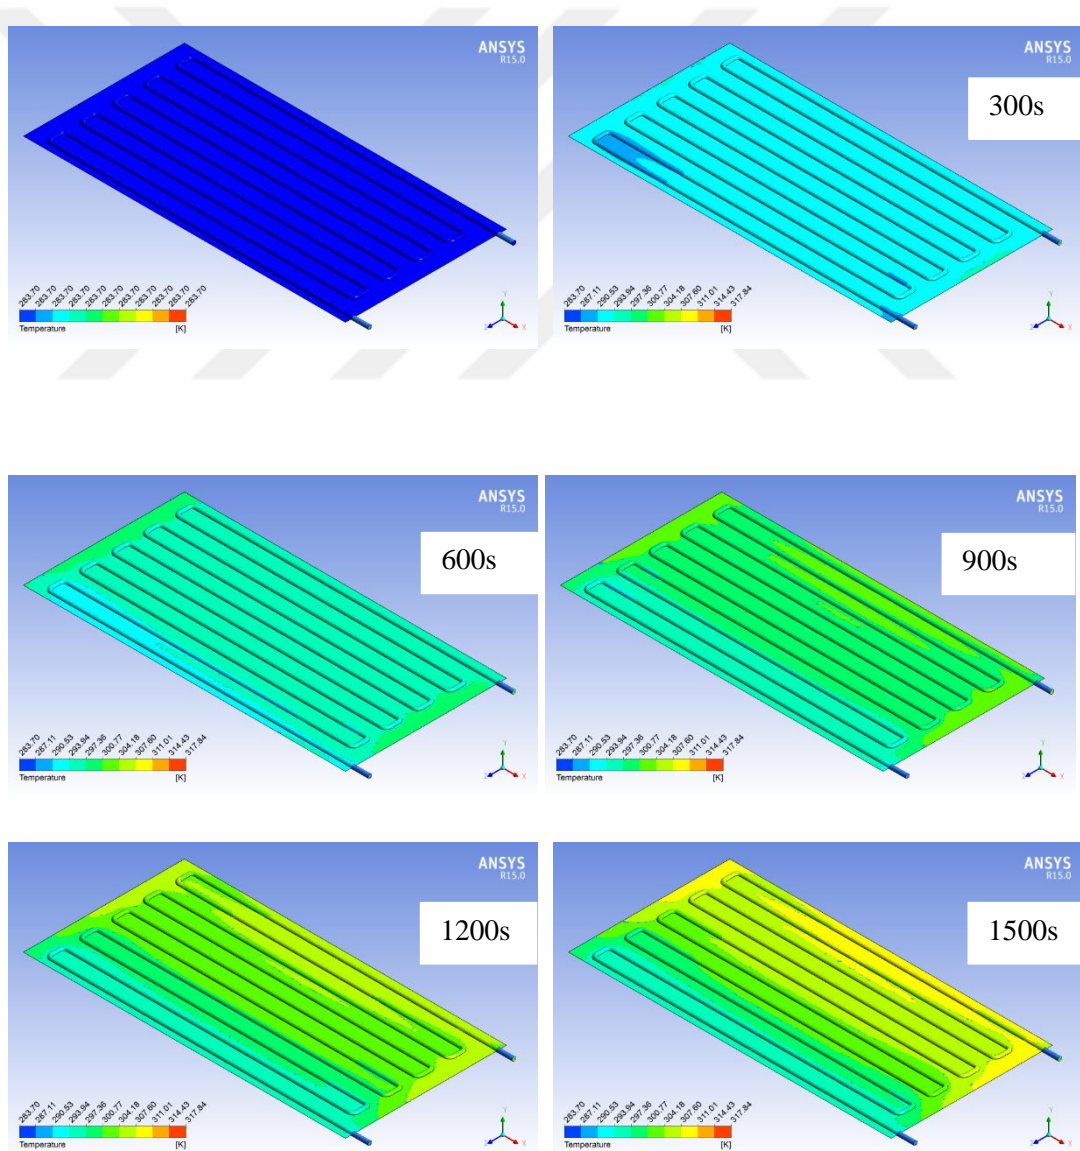 ANSYS
R15.0
283.70 283.70 283.70 283.70 283.70 283.70 283.70 283.70 283.70 283.70 283.70
Temperature [K]
Y
Z X
ANSYS
R15.0
300s
283.70 287.11 290.53 293.94 297.36 300.77 304.18 307.60 311.01 314.43 317.84
Temperature [K]
Y
Z X
ANSYS
R15.0
600s
283.70 287.11 290.53 293.94 297.36 300.77 304.18 307.60 311.01 314.43 317.84
Temperature [K]
Y
Z X
ANSYS
R15.0
900s
283.70 287.11 290.53 293.94 297.36 300.77 304.18 307.60 311.01 314.43 317.84
Temperature [K]
Y
Z X
ANSYS
R15.0
1200s
283.70 287.11 290.53 293.94 297.36 300.77 304.18 307.60 311.01 314.43 317.84
Temperature [K]
Y
Z X
ANSYS
R15.0
1500s
283.70 287.11 290.53 293.94 297.36 300.77 304.18 307.60 311.01 314.43 317.84
Temperature [K]
Y
Z X